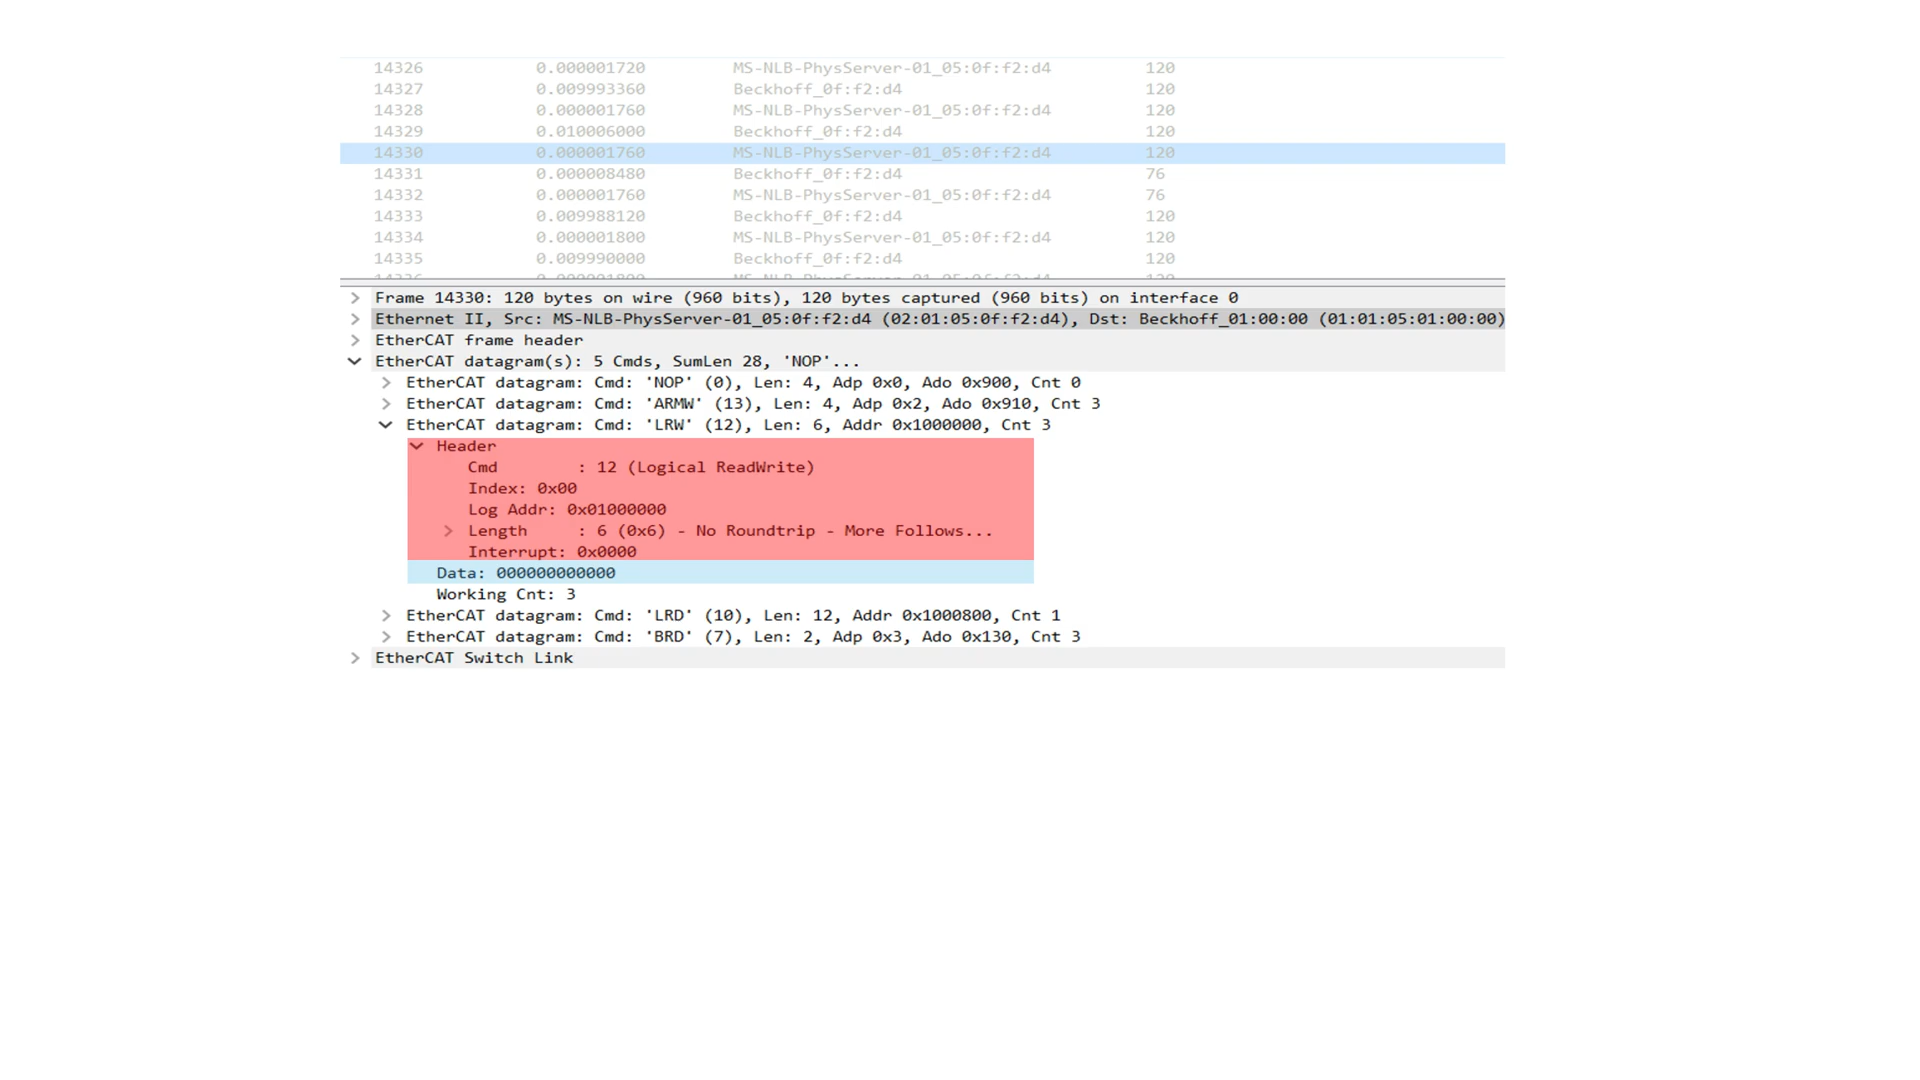 14326 0.000001720 MS-NLB-PhysServer-01_05:0f:f2:d4 120
14327 0.009993360 Beckhoff_0f:f2:d4 120
14328 0.000001760 MS-NLB-PhysServer-01_05:0f:f2:d4 120
14329 0.010006000 Beckhoff_0f:f2:d4 120
14330 0.000001760 MS-NLB-PhysServer-01_05:0f:f2:d4 120
14331 0.000008480 Beckhoff_0f:f2:d4 76
14332 0.000001760 MS-NLB-PhysServer-01_05:0f:f2:d4 76
14333 0.009988120 Beckhoff_0f:f2:d4 120
14334 0.000001800 MS-NLB-PhysServer-01_05:0f:f2:d4 120
14335 0.009990000 Beckhoff_0f:f2:d4 120
Frame 14330: 120 bytes on wire (960 bits), 120 bytes captured (960 bits) on interface 0
Ethernet II, Src: MS-NLB-PhysServer-01_05:0f:f2:d4 (02:01:05:0f:f2:d4), Dst: Beckhoff_01:00:00 (01:01:05:01:00:00)
EtherCAT frame header
EtherCAT datagram(s): 5 Cmds, SumLen 28, 'NOP'...
EtherCAT datagram: Cmd: 'NOP' (0), Len: 4, Adp 0x0, Ado 0x900, Cnt 0
EtherCAT datagram: Cmd: 'ARMW' (13), Len: 4, Adp 0x2, Ado 0x910, Cnt 3
EtherCAT datagram: Cmd: 'LRW' (12), Len: 6, Addr 0x1000000, Cnt 3
Header
Cmd : 12 (Logical ReadWrite)
Index: 0x00
Log Addr: 0x01000000
Length : 6 (0x6) - No Roundtrip - More Follows...
Interrupt: 0x0000
Data: 000000000000
Working Cnt: 3
EtherCAT datagram: Cmd: 'LRD' (10), Len: 12, Addr 0x1000800, Cnt 1
EtherCAT datagram: Cmd: 'BRD' (7), Len: 2, Adp 0x3, Ado 0x130, Cnt 3
EtherCAT Switch Link